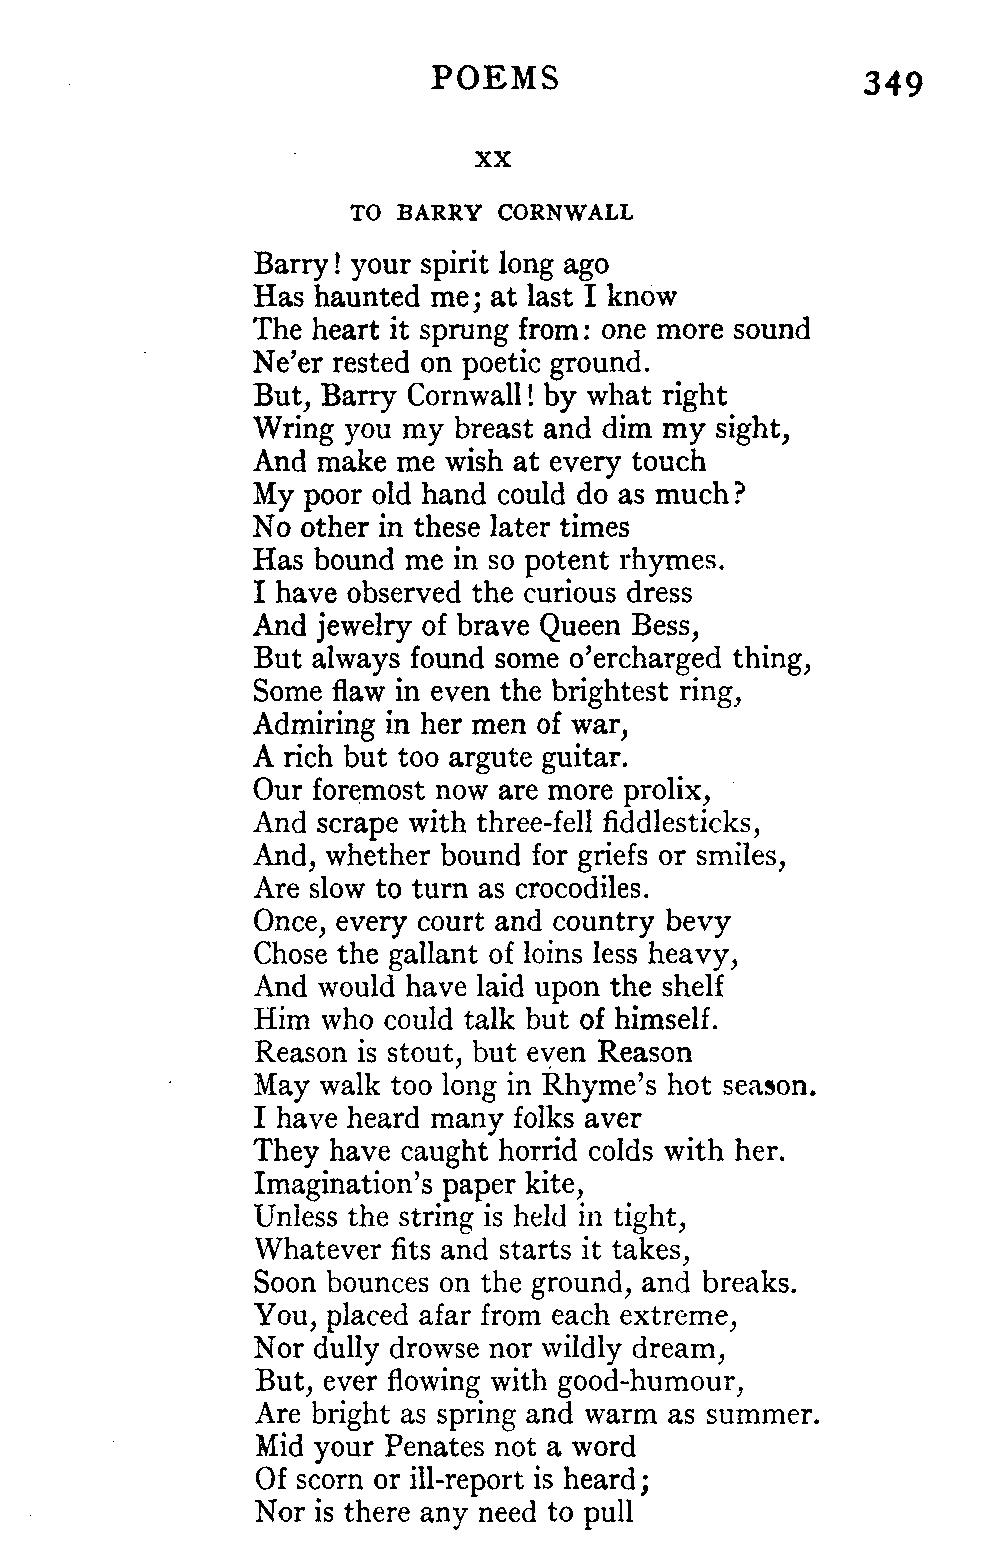 POEMS 349
XX
TO BARRY CORNWALL
Barry! your spirit long ago
Has haunted me; at last I know
The heart it sprung from: one more sound
Ne'er rested on poetic ground.
But, Barry Cornwall! by what right
Wring you my breast and dim my sight,
And make me wish at every touch
My poor old hand could do as much?
No other in these later times
Has bound me in so potent rhymes.
I have observed the curious dress
And jewelry of brave Queen Bess,
But always found some o'ercharged thing,
Some flaw in even the brightest ring,
Admiring in her men of war,
A rich but too argute guitar.
Our foremost now are more prolix,
And scrape with three-fell fiddlesticks,
And, whether bound for griefs or smiles,
Are slow to turn as crocodiles.
Once, every court and country bevy
Chose the gallant of loins less heavy,
And would have laid upon the shelf
Him who could talk but of himself.
Reason is stout, but even Reason
May walk too long in Rhyme's hot season.
I have heard many folks aver
They have caught horrid colds with her.
Imagination's paper kite,
Unless the string is held in tight,
Whatever fits and starts it takes,
Soon bounces on the ground, and breaks.
You, placed afar from each extreme,
Nor dully drowse nor wildly dream,
But, ever flowing with good-humour,
Are bright as spring and warm as summer.
Mid your Penates not a word
Of scorn or ill-report is heard;
Nor is there any need to pull